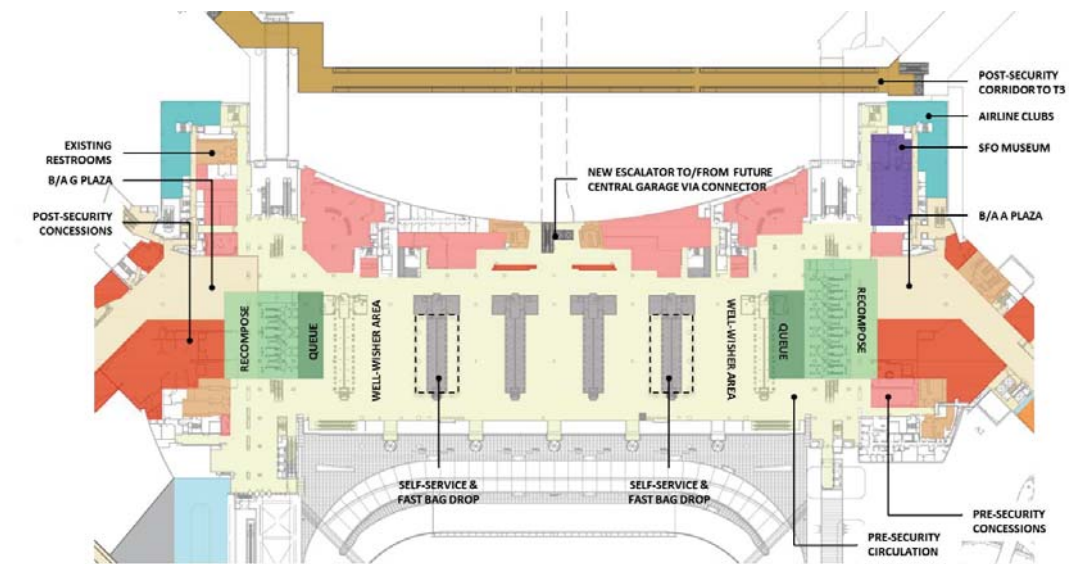 POST-SECURITY
CORRIDOR TO T3
AIRLINE CLUBS
SFO MUSEUM
B/A A PLAZA
EXISTING
RESTROOMS
B/A G PLAZA
POST-SECURITY
CONCESSIONS
NEW ESCALATOR TO/FROM FUTURE
CENTRAL GARAGE VIA CONNECTOR
RECOMPOSE
QUEUE
WELL-WISHER AREA
WELL-WISHER AREA
QUEUE
RECOMPOSE
SELF-SERVICE &
FAST BAG DROP
SELF-SERVICE &
FAST BAG DROP
PRE-SECURITY
CONCESSIONS
PRE-SECURITY
CIRCULATION